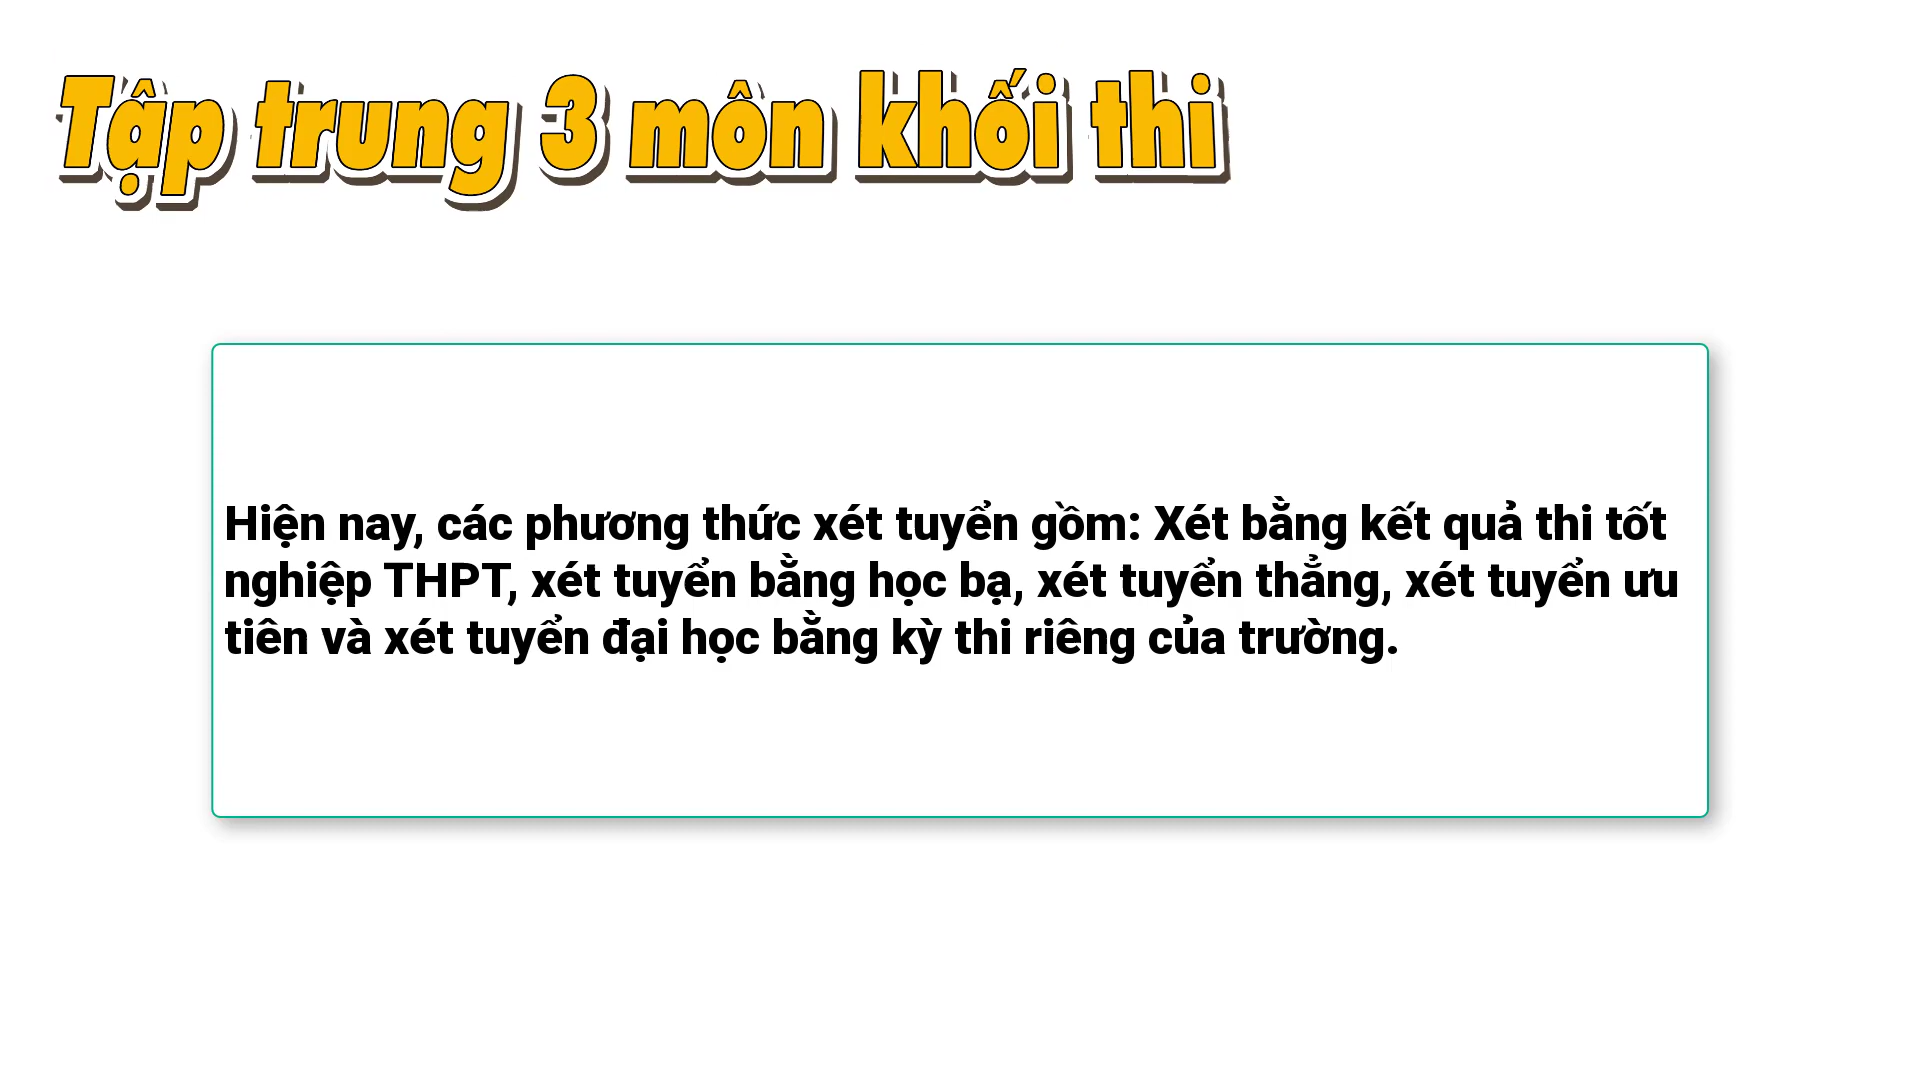 Tập trung 3 môn khối thi
Hiện nay, các phương thức xét tuyển gồm: Xét bằng kết quả thi tốt
nghiệp THPT, xét tuyển bằng học bạ, xét tuyển thẳng, xét tuyển ưu
tiên và xét tuyển đại học bằng kỳ thi riêng của trường.